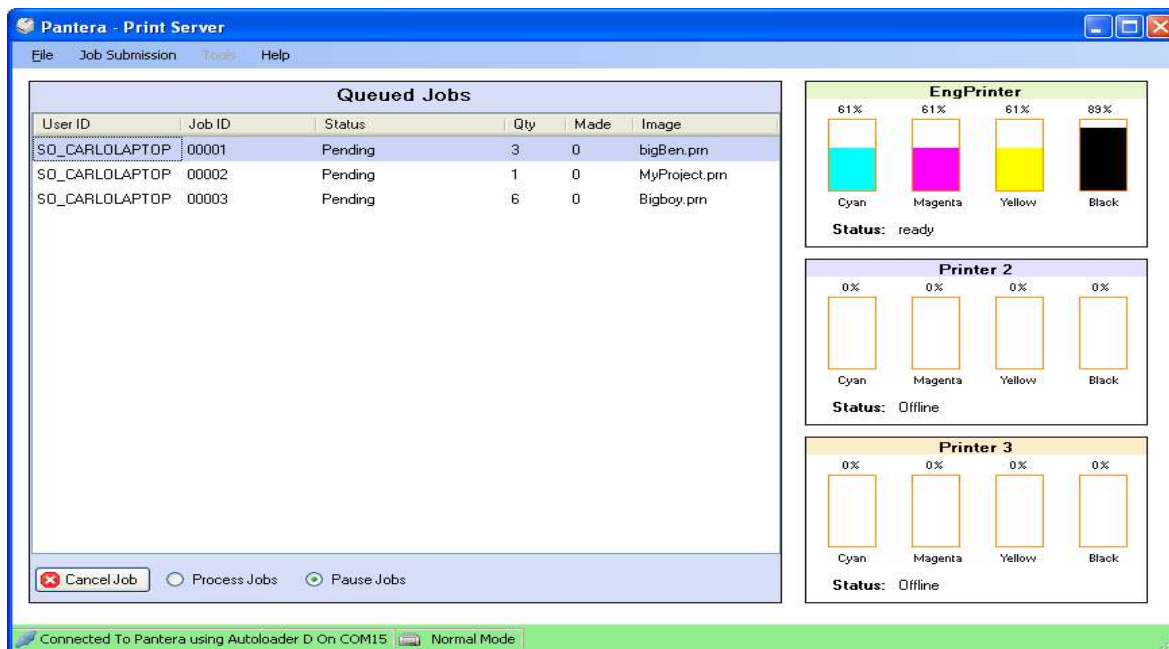 Pantera - Print Server
File Job Submission Tools Help
Queued Jobs
User ID Job ID Status Qty Made Image
SO_CARLOLAPTOP 00001 Pending 3 0 bigBen.prn
SO_CARLOLAPTOP 00002 Pending 1 0 MyProject.prn
SO_CARLOLAPTOP 00003 Pending 6 0 Bigboy.prn
Cancel Job Process Jobs Pause Jobs
EngPrinter
61% 61% 61% 89%
Cyan Magenta Yellow Black
Status: ready
Printer 2
0% 0% 0% 0%
Cyan Magenta Yellow Black
Status: Offline
Printer 3
0% 0% 0% 0%
Cyan Magenta Yellow Black
Status: Offline
Connected To Pantera using Autoloader D On COM15 Normal Mode